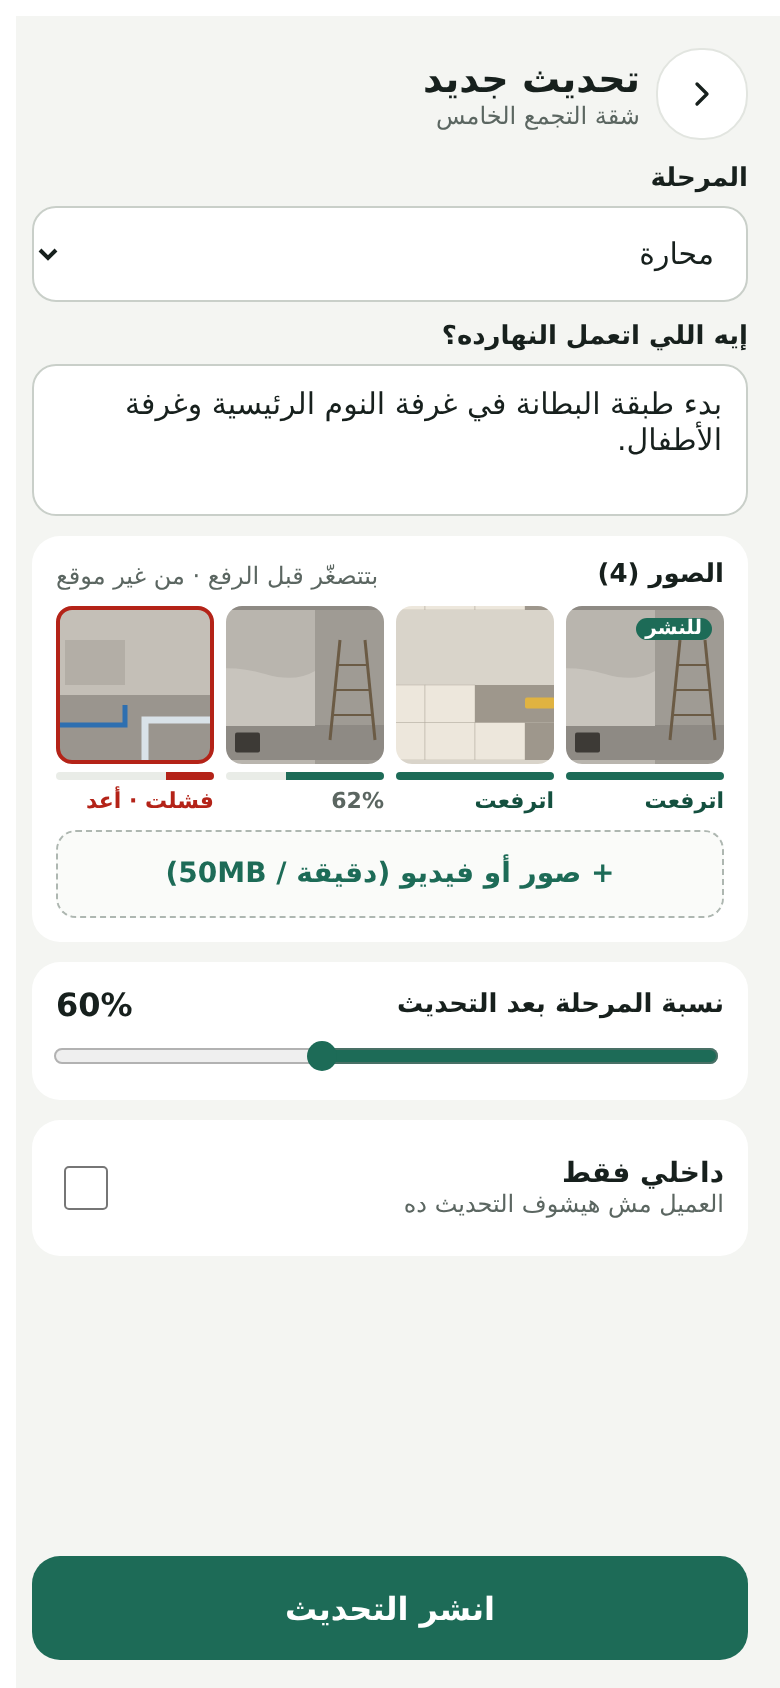 تحديث جديد
شقة التجمع الخامس
المرحلة
محارة
إيه اللي اتعمل النهارده؟
بدء طبقة البطانة في غرفة النوم الرئيسية وغرفة
الأطفال.
الصور (4)
بتتصغّر قبل الرفع · من غير موقع
للنشر
اترفعت
اترفعت
62%
فشلت · أعد
+ صور أو فيديو (دقيقة / 50MB)
نسبة المرحلة بعد التحديث
60%
داخلي فقط
العميل مش هيشوف التحديث ده
انشر التحديث